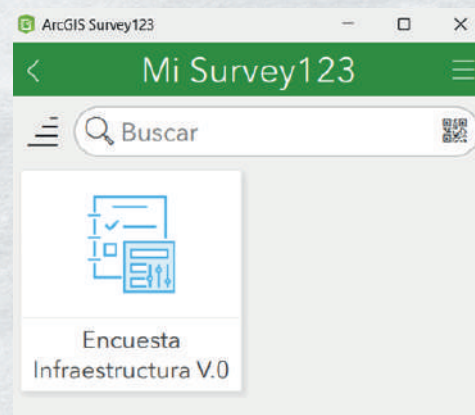 ArcGIS Survey123
Mi Survey123
Buscar
Encuesta
Infraestructura V.0